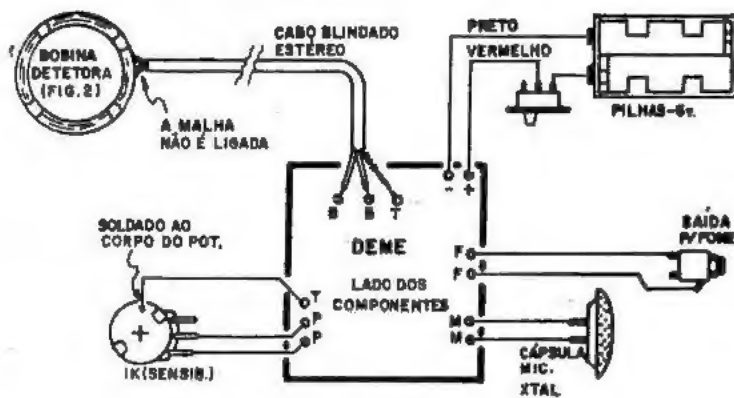 BOBINA
DETETORA
(FIG.2)
CABO BLINDADO
ESTÉREO
A MALHA
NÃO É LIGADA
PRETO
VERMELHO
PILHAS-6v.
- +
B B T
DEME
LADO DOS
COMPONENTES
SOLDADO AO
CORPO DO POT.
T
P
P
+
1K(SENSIB.)
F
F
SAÍDA
P/FONE
M
M
CÁPSULA
MIC.
XTAL